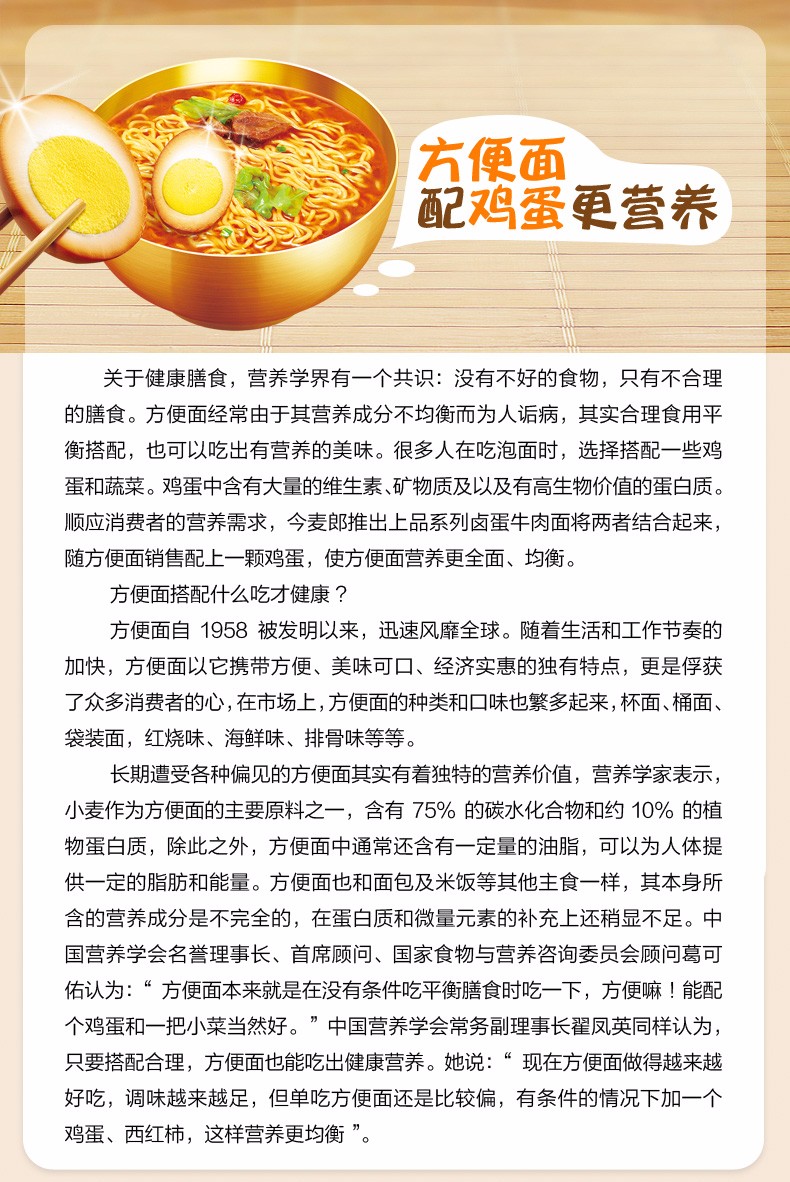 方便面
配鸡蛋更营养
关于健康膳食，营养学界有一个共识：没有不好的食物，只有不合理
的膳食。方便面经常由于其营养成分不均衡而为人诟病，其实合理食用平
衡搭配，也可以吃出有营养的美味。很多人在吃泡面时，选择搭配一些鸡
蛋和蔬菜。鸡蛋中含有大量的维生素、矿物质及以及有高生物价值的蛋白质。
顺应消费者的营养需求，今麦郎推出上品系列卤蛋牛肉面将两者结合起来，
随方便面销售配上一颗鸡蛋，使方便面营养更全面、均衡。
方便面搭配什么吃才健康？
方便面自 1958 被发明以来，迅速风靡全球。随着生活和工作节奏的
加快，方便面以它携带方便、美味可口、经济实惠的独有特点，更是俘获
了众多消费者的心，在市场上，方便面的种类和口味也繁多起来，杯面、桶面、
袋装面，红烧味、海鲜味、排骨味等等。
长期遭受各种偏见的方便面其实有着独特的营养价值，营养学家表示，
小麦作为方便面的主要原料之一，含有 75% 的碳水化合物和约 10% 的植
物蛋白质，除此之外，方便面中通常还含有一定量的油脂，可以为人体提
供一定的脂肪和能量。方便面也和面包及米饭等其他主食一样，其本身所
含的营养成分是不完全的，在蛋白质和微量元素的补充上还稍显不足。中
国营养学会名誉理事长、首席顾问、国家食物与营养咨询委员会顾问葛可
佑认为：“ 方便面本来就是在没有条件吃平衡膳食时吃一下，方便嘛！能配
个鸡蛋和一把小菜当然好。”中国营养学会常务副理事长翟凤英同样认为，
只要搭配合理，方便面也能吃出健康营养。她说：“ 现在方便面做得越来越
好吃，调味越来越足，但单吃方便面还是比较偏，有条件的情况下加一个
鸡蛋、西红柿，这样营养更均衡 ”。